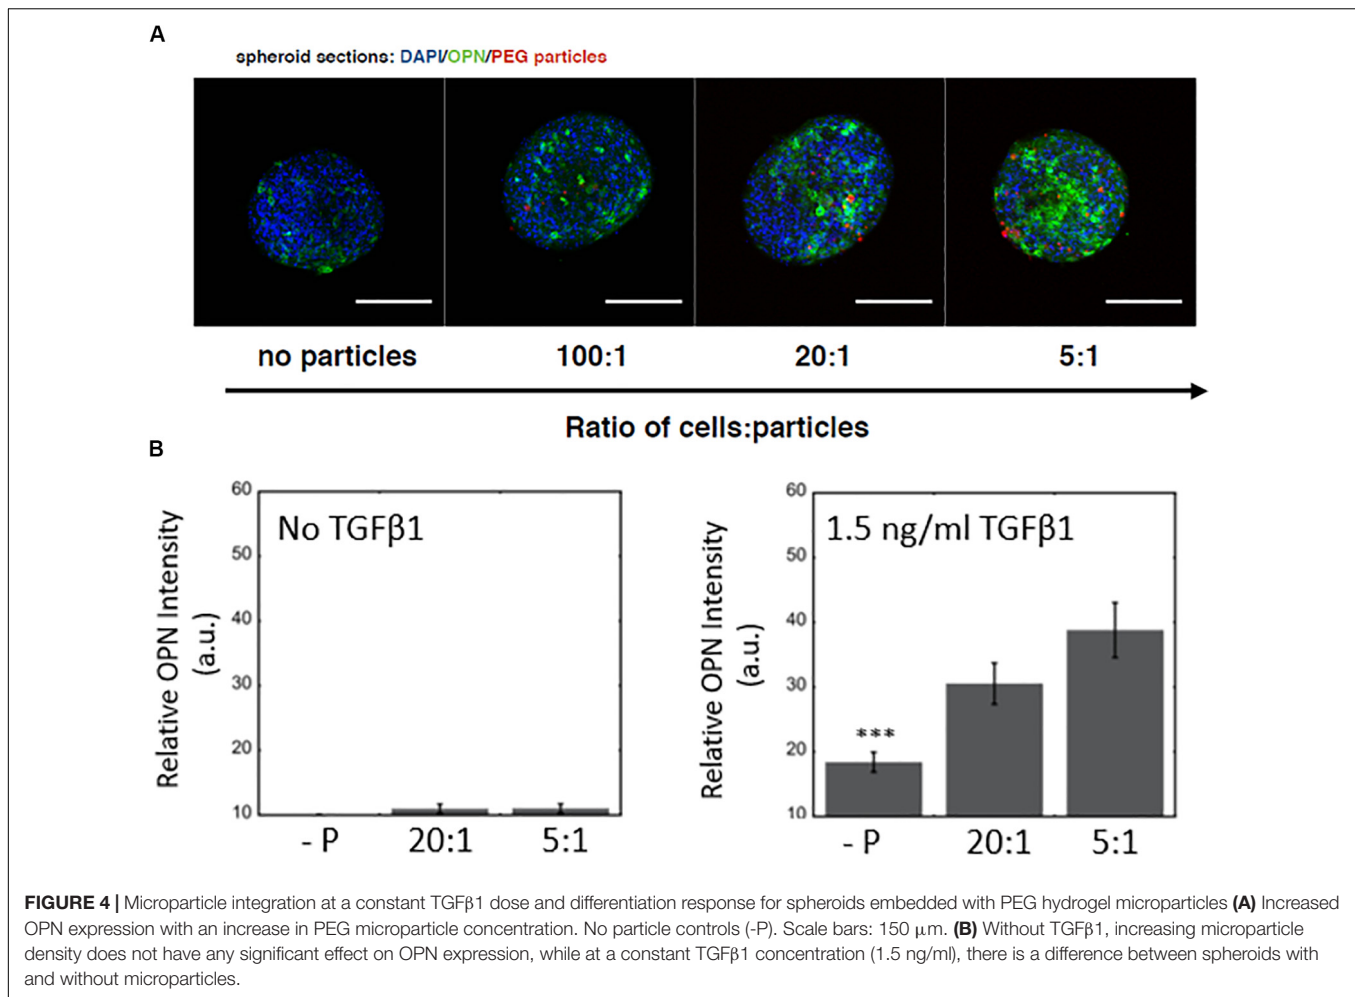 A
spheroid sections: DAPI/OPN/PEG particles
no particles 100:1 20:1 5:1
Ratio of cells:particles
B
Relative OPN Intensity
(a.u.)
60
50
40
30
20
10
No TGFβ1
- P 20:1 5:1
Relative OPN Intensity
(a.u.)
60
50
40
30
20
10
1.5 ng/ml TGFβ1
***
- P 20:1 5:1
FIGURE 4 | Microparticle integration at a constant TGFβ1 dose and differentiation response for spheroids embedded with PEG hydrogel microparticles (A) Increased
OPN expression with an increase in PEG microparticle concentration. No particle controls (-P). Scale bars: 150 μm. (B) Without TGFβ1, increasing microparticle
density does not have any significant effect on OPN expression, while at a constant TGFβ1 concentration (1.5 ng/ml), there is a difference between spheroids with
and without microparticles.